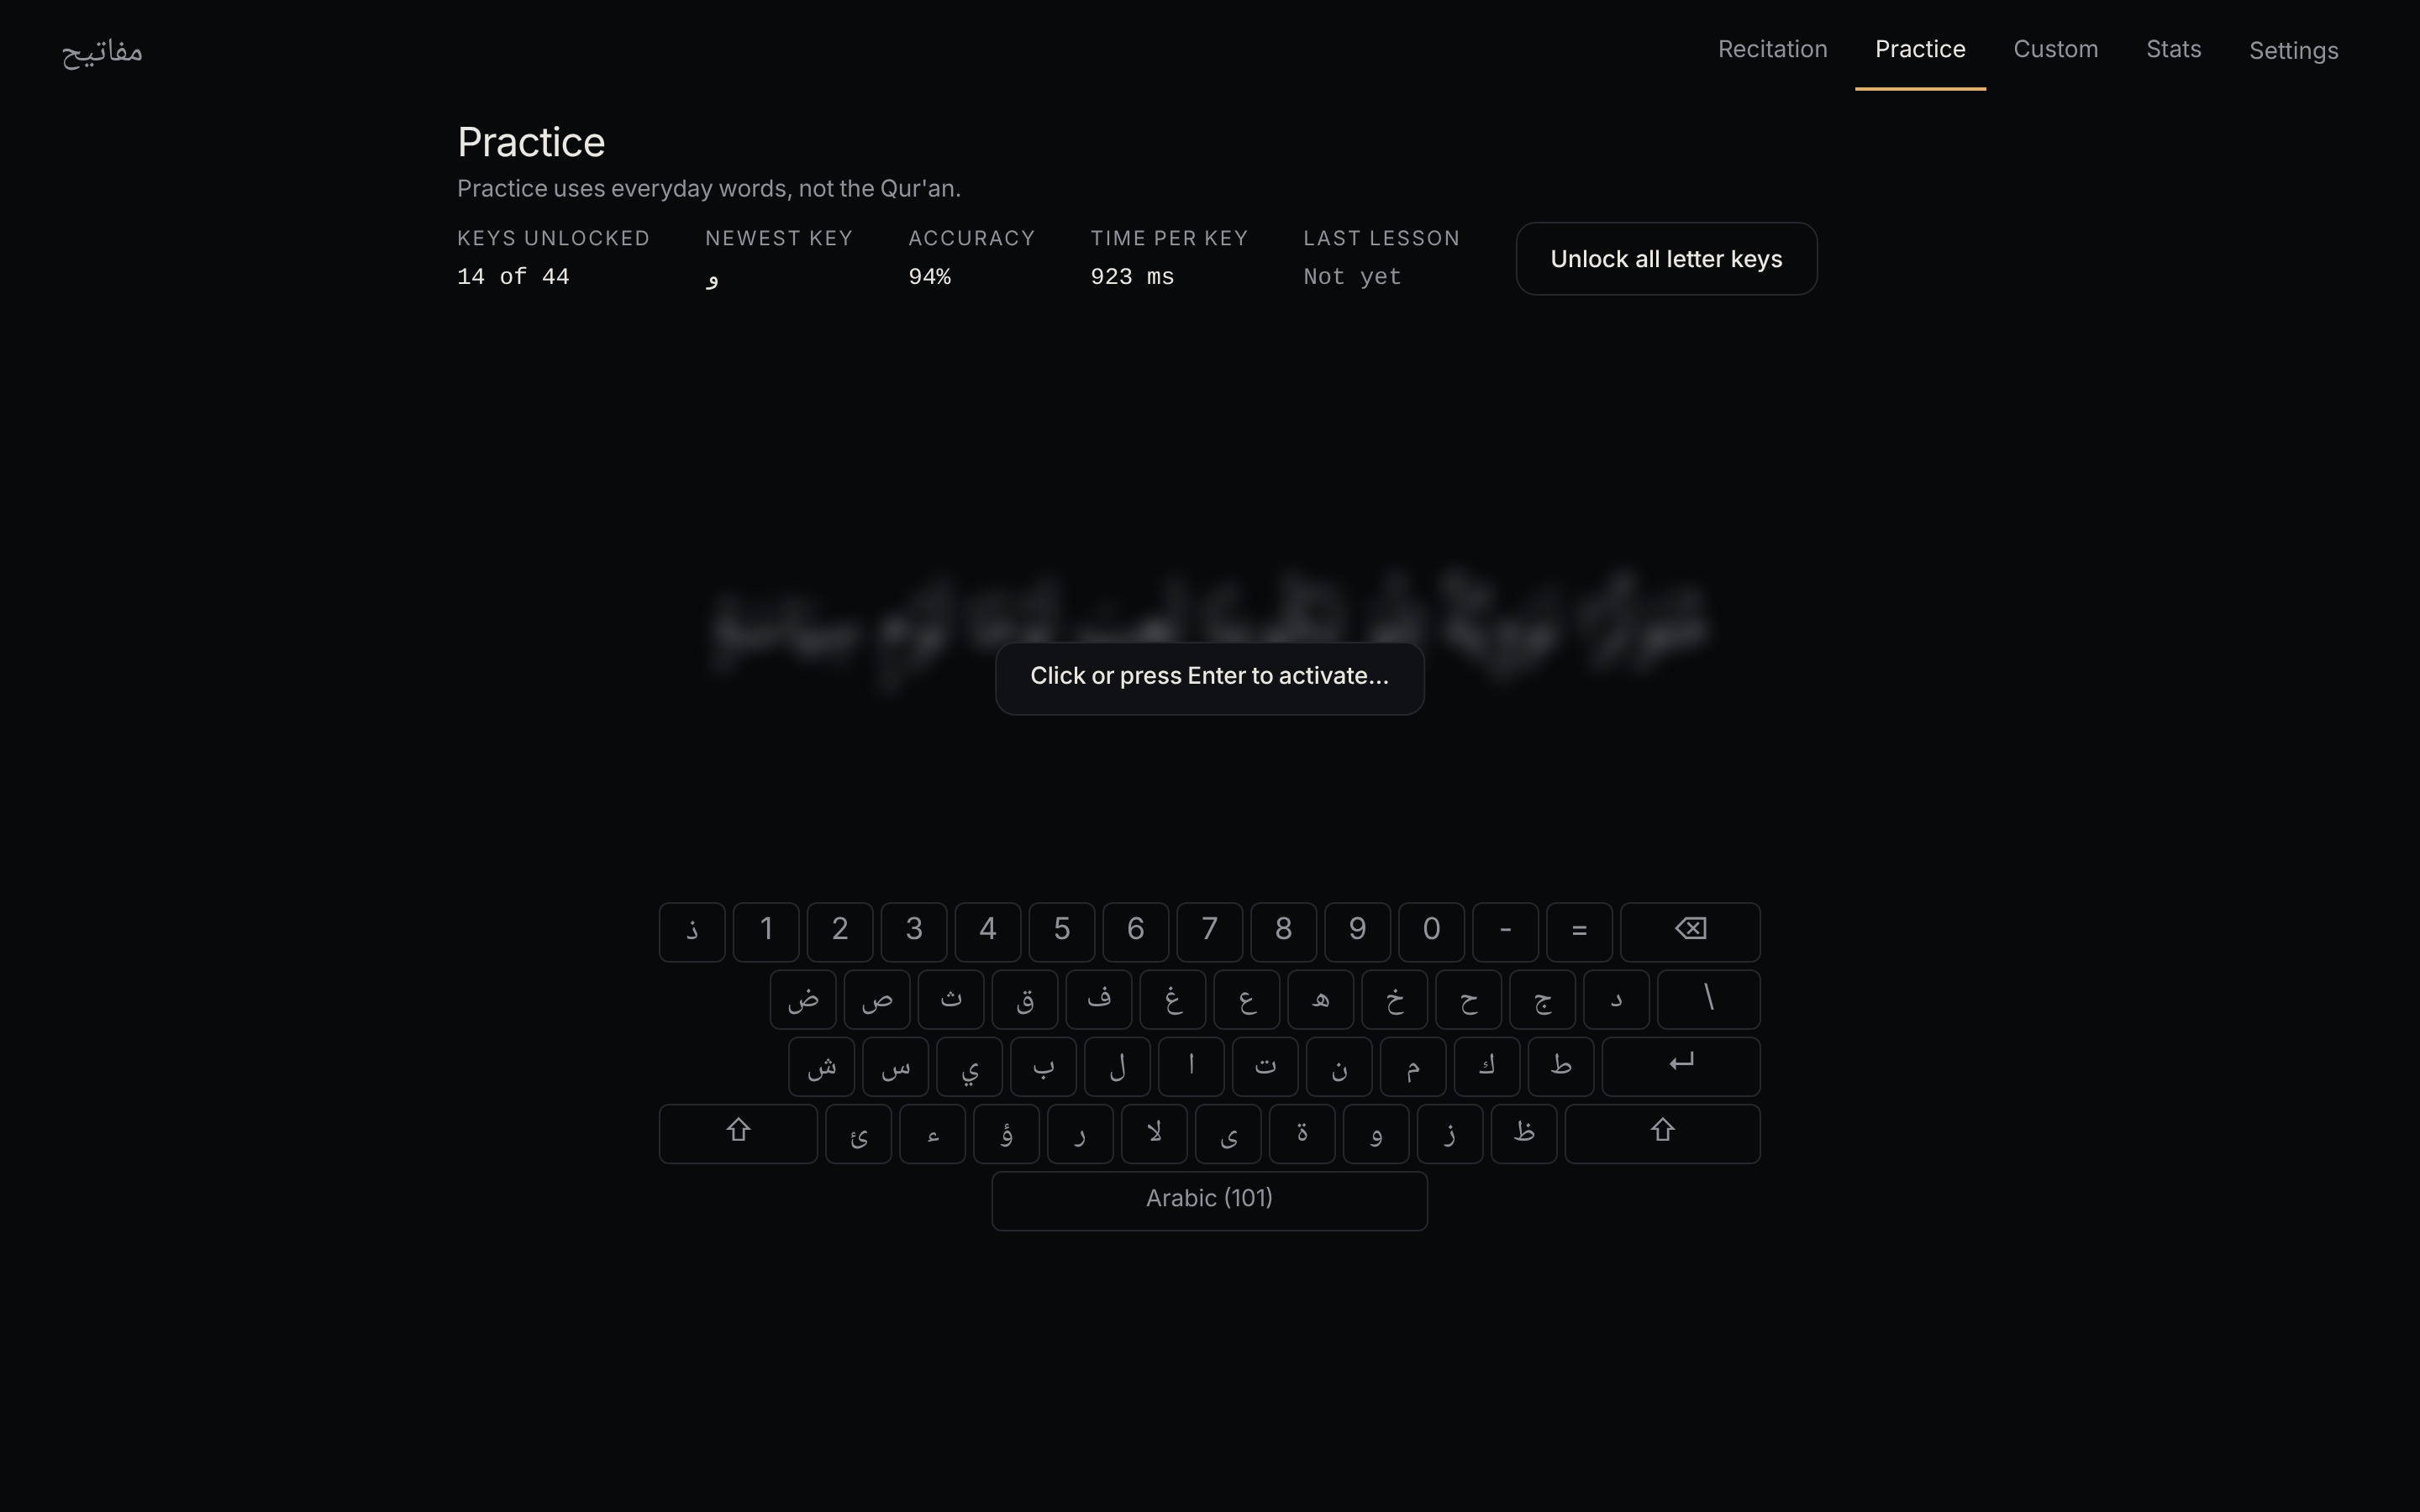 مفاتيح
Recitation Practice Custom Stats Settings
Practice
Practice uses everyday words, not the Qur'an.
KEYS UNLOCKED NEWEST KEY ACCURACY TIME PER KEY LAST LESSON
14 of 44 و 94% 923 ms Not yet
Unlock all letter keys
Click or press Enter to activate...
ذ 1 2 3 4 5 6 7 8 9 0 - =
ض ص ث ق ف غ ع ه خ ح ج د \
ش س ي ب ل ا ت ن م ك ط
ئ ء ؤ ر لا ى ة و ز ظ
Arabic (101)